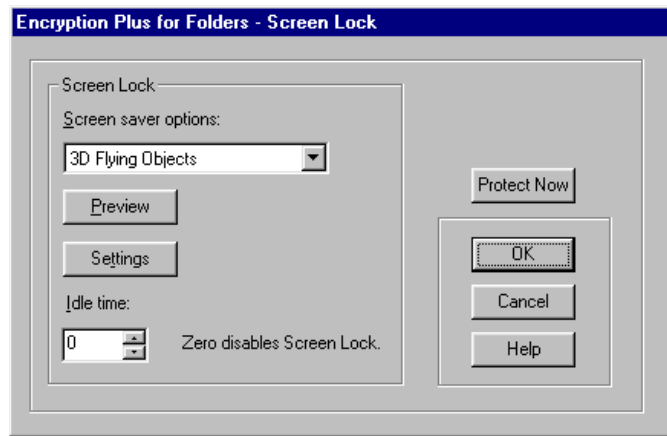 Encryption Plus for Folders - Screen Lock
Screen Lock
Screen saver options:
3D Flying Objects
Preview
Protect Now
Settings
OK
Idle time:
Cancel
0 Zero disables Screen Lock.
Help